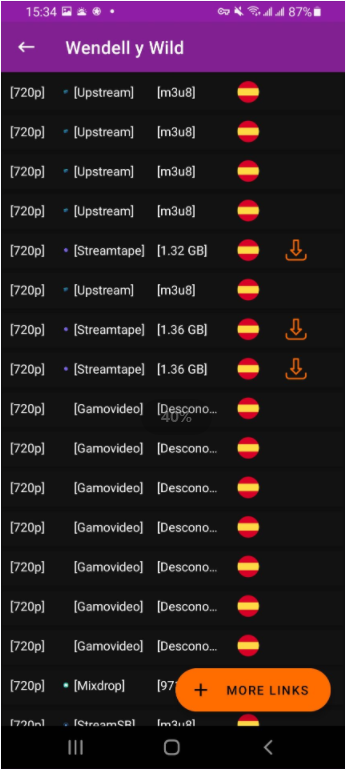 15:34 87%
Wendell y Wild
[720p] [Upstream] [m3u8]
[720p] [Upstream] [m3u8]
[720p] [Upstream] [m3u8]
[720p] [Upstream] [m3u8]
[720p] [Streamtape] [1.32 GB]
[720p] [Upstream] [m3u8]
[720p] [Streamtape] [1.36 GB]
[720p] [Streamtape] [1.36 GB]
[720p] [Gamovideo] [Descono...
40%
[720p] [Gamovideo] [Descono...
[720p] [Gamovideo] [Descono...
[720p] [Gamovideo] [Descono...
[720p] [Gamovideo] [Descono...
[720p] [Gamovideo] [Descono...
[720p] [Gamovideo] [Descono...
[720p] [Mixdrop] [97
+ MORE LINKS
[720p] [StreamSB] [m3u8]